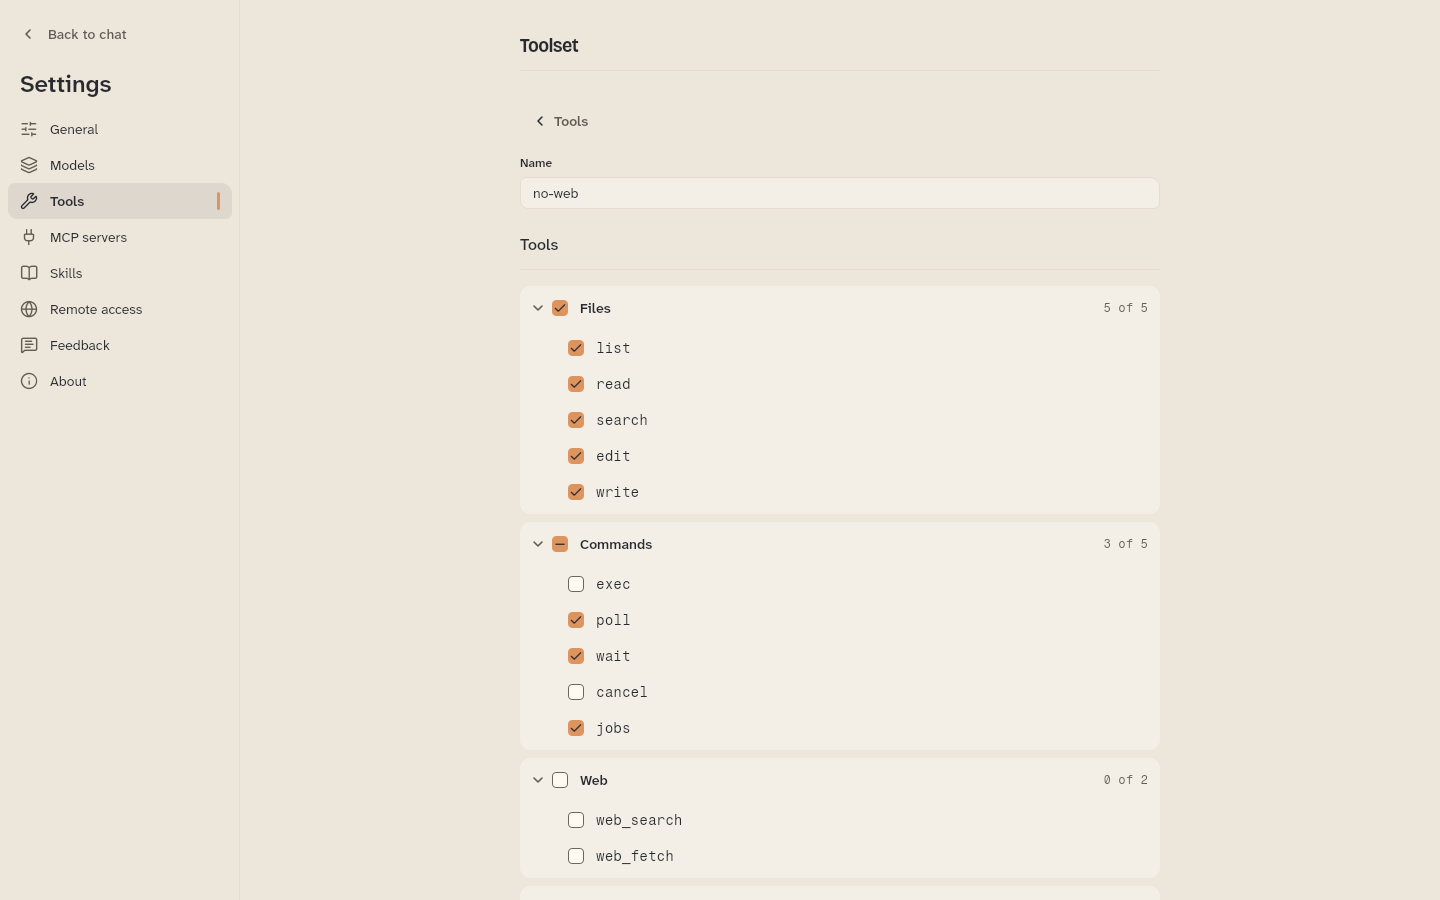 Back to chat
Settings
General
Models
Tools
MCP servers
Skills
Remote access
Feedback
About
Toolset
Tools
Name
no-web
Tools
Files 5 of 5
list
read
search
edit
write
Commands 3 of 5
exec
poll
wait
cancel
jobs
Web 0 of 2
web_search
web_fetch